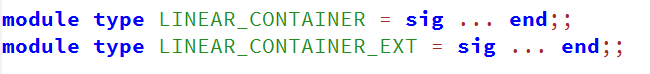 module type LINEAR_CONTAINER = sig ... end;;
module type LINEAR_CONTAINER_EXT = sig ... end;;